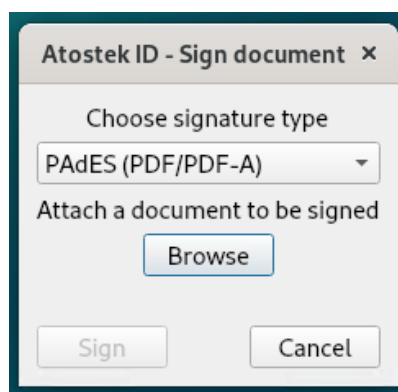 Atostek ID - Sign document ×
Choose signature type
PAdES (PDF/PDF-A)
Attach a document to be signed
Browse
Sign Cancel